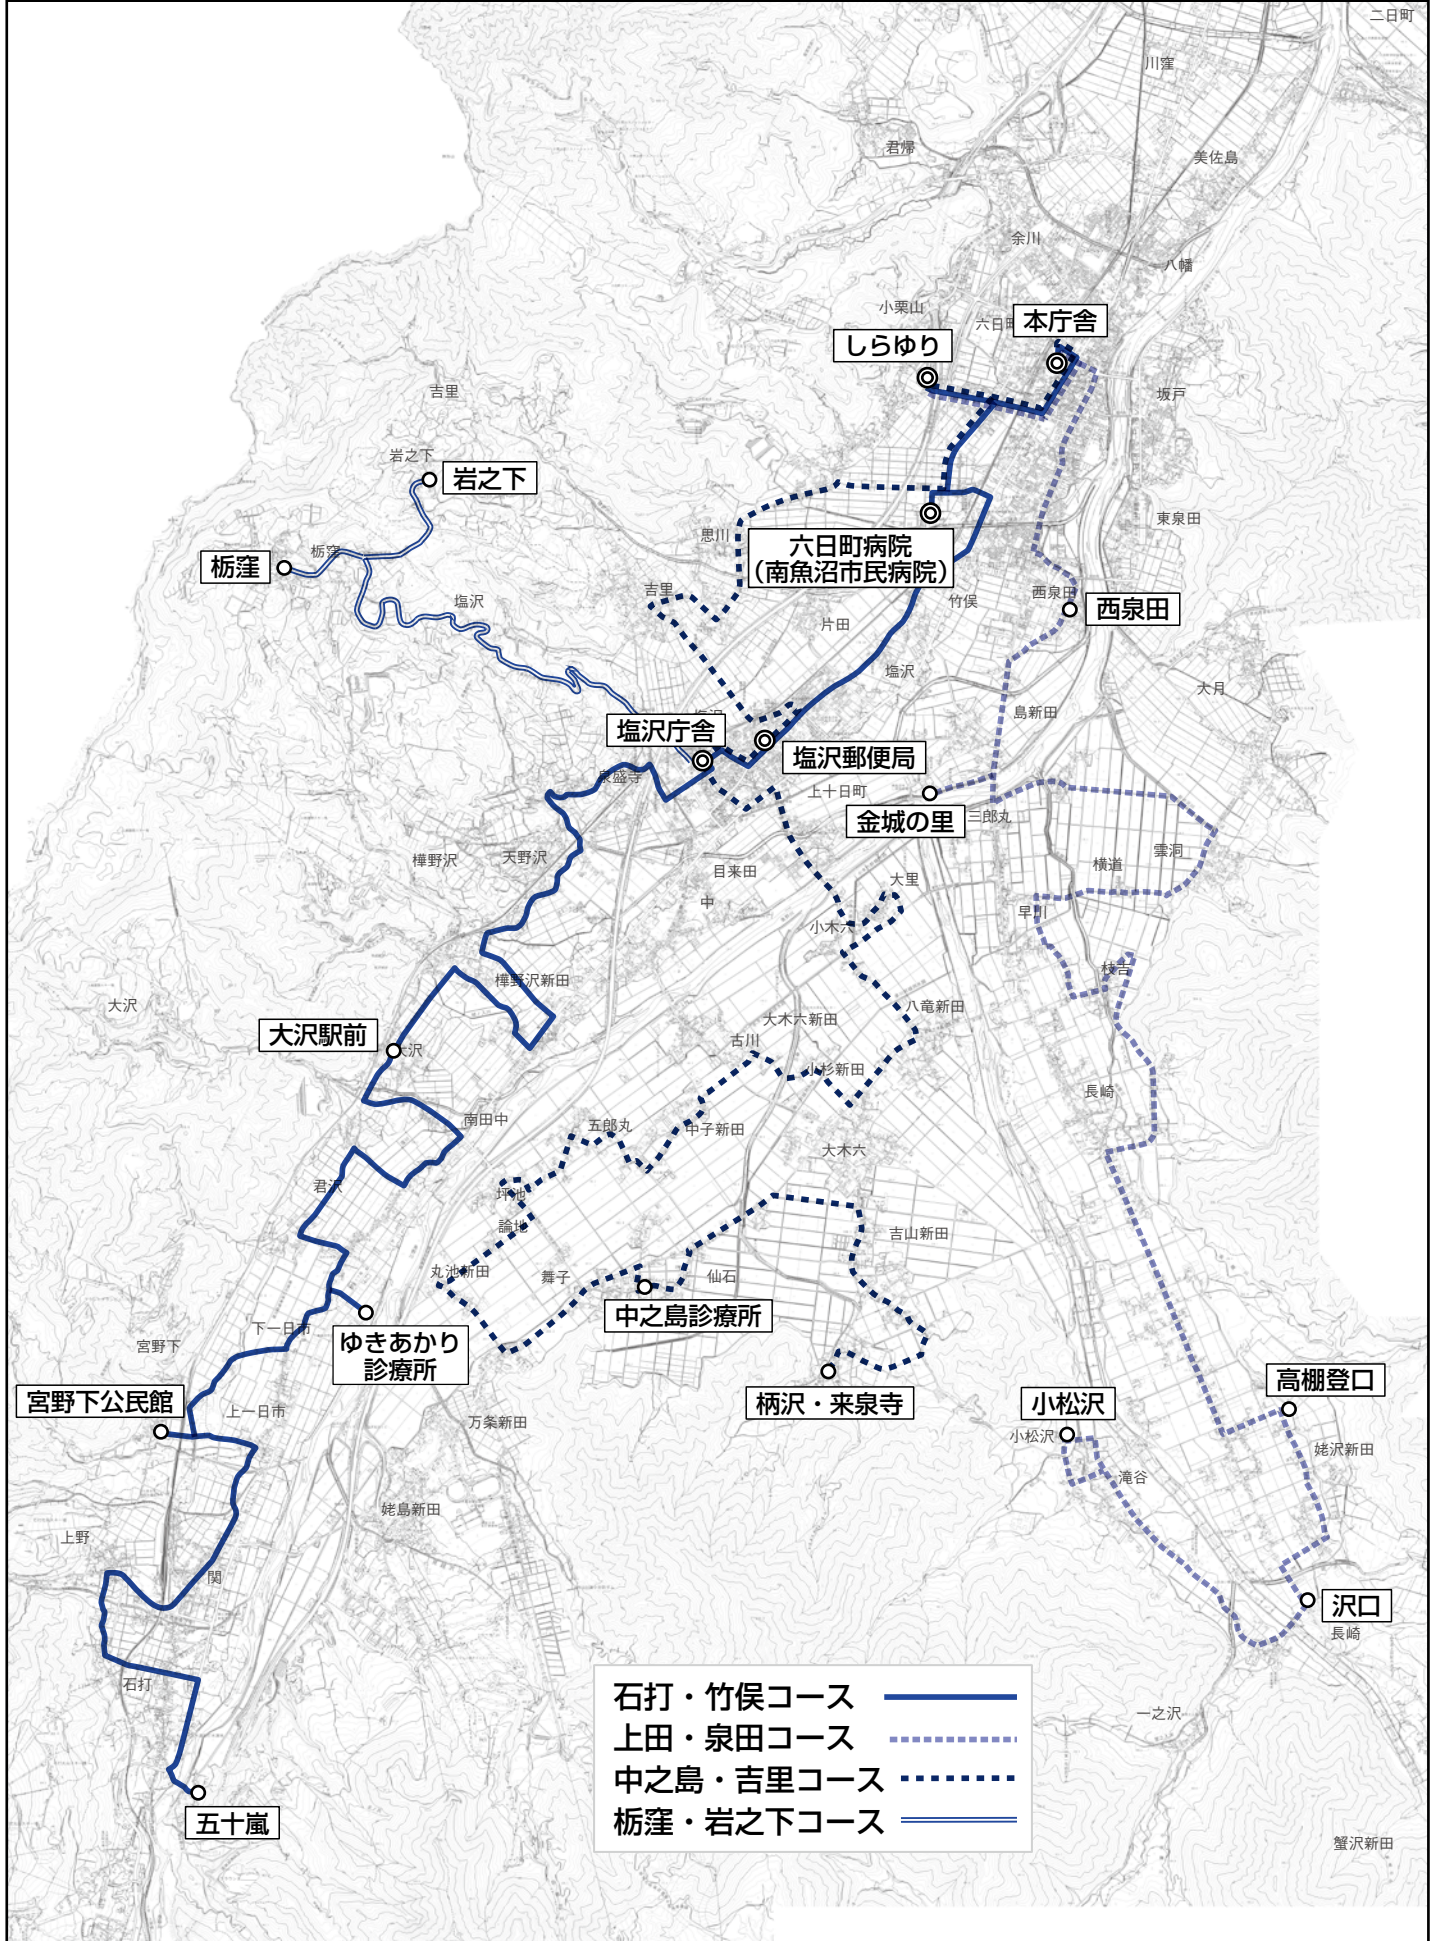 二日町
川窪
君帰
美佐島
余川
八幡
小栗山
六日町
本庁舎
しらゆり
坂戸
吉里
岩之下
岩之下
東泉田
思川
六日町病院
(南魚沼市民病院)
栃窪
栃窪
塩沢
吉里
竹俣
西泉田
西泉田
片田
塩沢
大月
島新田
塩沢庁舎
塩沢郵便局
泉盛寺
上十日町
金城の里
三郎丸
樺野沢
天野沢
目来田
中
大里
横道
雲洞
早川
小木六
樺野沢新田
枝吉
大沢
大沢駅前
大沢
八竜新田
大木六新田
古川
小杉新田
長崎
南田中
五郎丸
中子新田
大木六
君沢
坪池
論地
吉山新田
丸池新田
舞子
仙石
中之島診療所
下一日市
宮野下
ゆきあかり
診療所
宮野下公民館
上一日市
万条新田
柄沢・来泉寺
小松沢
小松沢
高棚登口
姥沢新田
滝谷
姥島新田
上野
関
沢口
長崎
石打
一之沢
五十嵐
蟹沢新田
石打・竹俣コース
上田・泉田コース
中之島・吉里コース
栃窪・岩之下コース